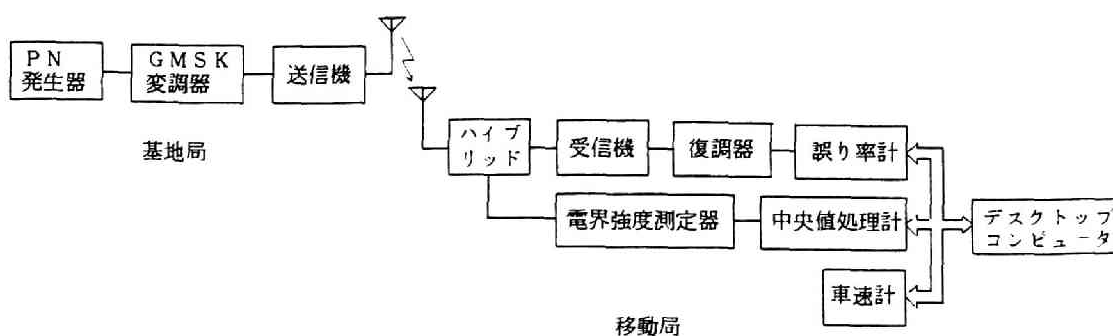 ＰＮ
発生器
ＧＭＳＫ
変調器
送信機
基地局
ハイブ
リッド
受信機
復調器
誤り率計
電界強度測定器
中央値処理計
デスクトップ
コンピュータ
車速計
移動局